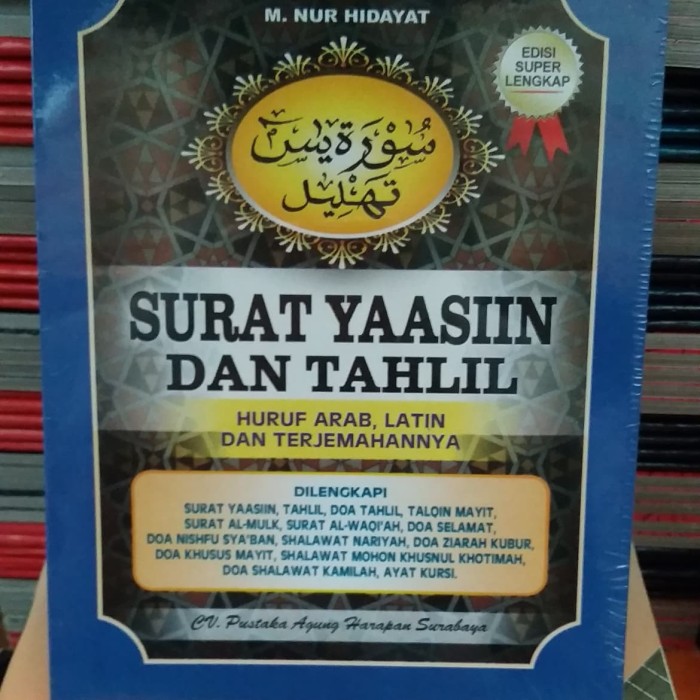 M. NUR HIDAYAT
EDISI
SUPER
LENGKAP
سُوْرَة يس
تَهْلِيْل
SURAT YAASIIN
DAN TAHLIL
HURUF ARAB, LATIN
DAN TERJEMAHANNYA
DILENGKAPI
SURAT YAASIIN, TAHLIL, DOA TAHLIL, TALQIN MAYIT,
SURAT AL-MULK, SURAT AL-WAQI'AH, DOA SELAMAT,
DOA NISHFU SYA'BAN, SHALAWAT NARIYAH, DOA ZIARAH KUBUR,
DOA KHUSUS MAYIT, SHALAWAT MOHON KHUSNUL KHOTIMAH,
DOA SHALAWAT KAMILAH, AYAT KURSI.
CV. Pustaka Agung Harapan Surabaya